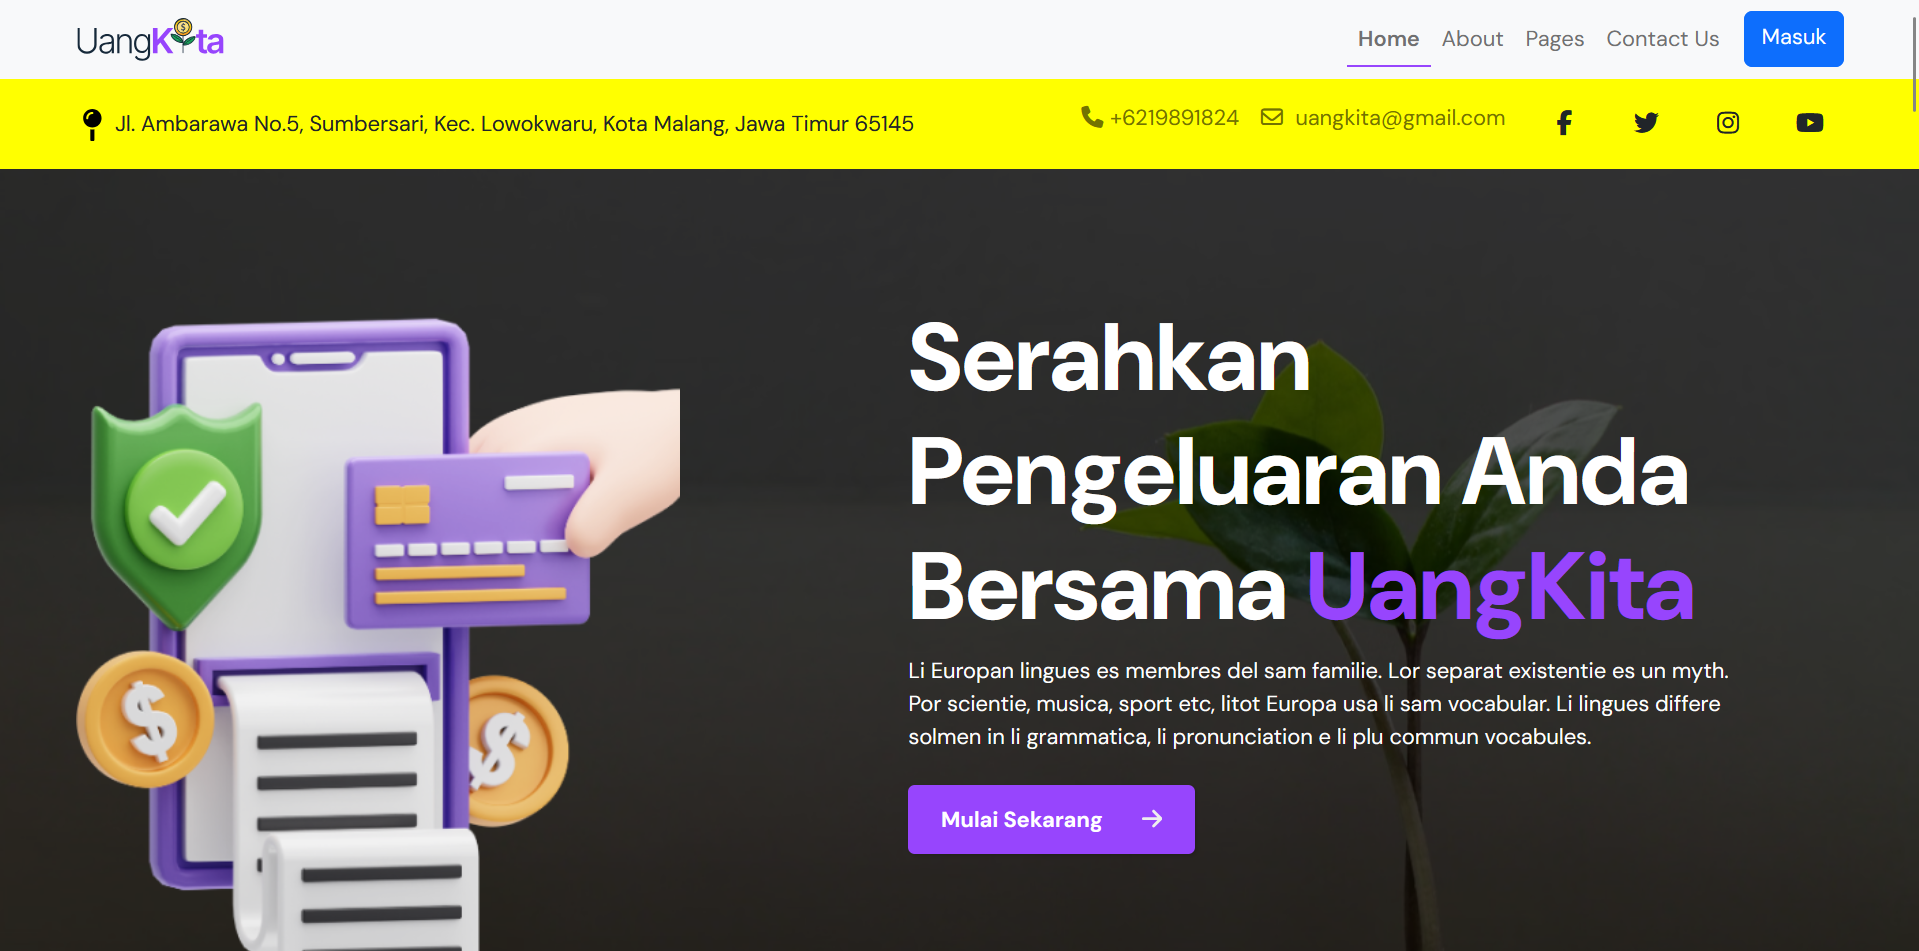 UangKita
Home About Pages Contact Us Masuk
Jl. Ambarawa No.5, Sumbersari, Kec. Lowokwaru, Kota Malang, Jawa Timur 65145
+6219891824 uangkita@gmail.com
Serahkan
Pengeluaran Anda
Bersama UangKita
Li Europan lingues es membres del sam familie. Lor separat existentie es un myth.
Por scientie, musica, sport etc, litot Europa usa li sam vocabular. Li lingues differe
solmen in li grammatica, li pronunciation e li plu commun vocabules.
Mulai Sekarang